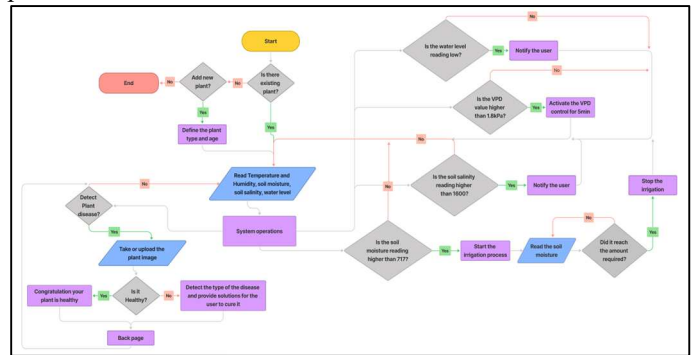 Start
Is there
existing
plant?
No
Add new
plant?
No
End
Yes
Define the plant
type and age
Yes
Read Temperature and
Humidity, soil moisture,
soil salinity, water level
System operations
Detect
Plant
disease?
No
Yes
Take or upload the
plant image
Is it
Healthy?
Yes
Congratulation your
plant is healthy
No
Detect the type of the disease
and provide solutions for the
user to cure it
Back page
Is the water level
reading low?
No
Yes
Notify the user
Is the VPD
value higher
than 1.8kPa?
No
Yes
Activate the VPD
control for 5min
Is the soil salinity
reading higher
than 1600?
No
Yes
Notify the user
Is the soil
moisture reading
higher than 717?
No
Yes
Start the
irrigation process
Read the soil
moisture
No
Did it reach
the amount
required?
Yes
Stop the
irrigation